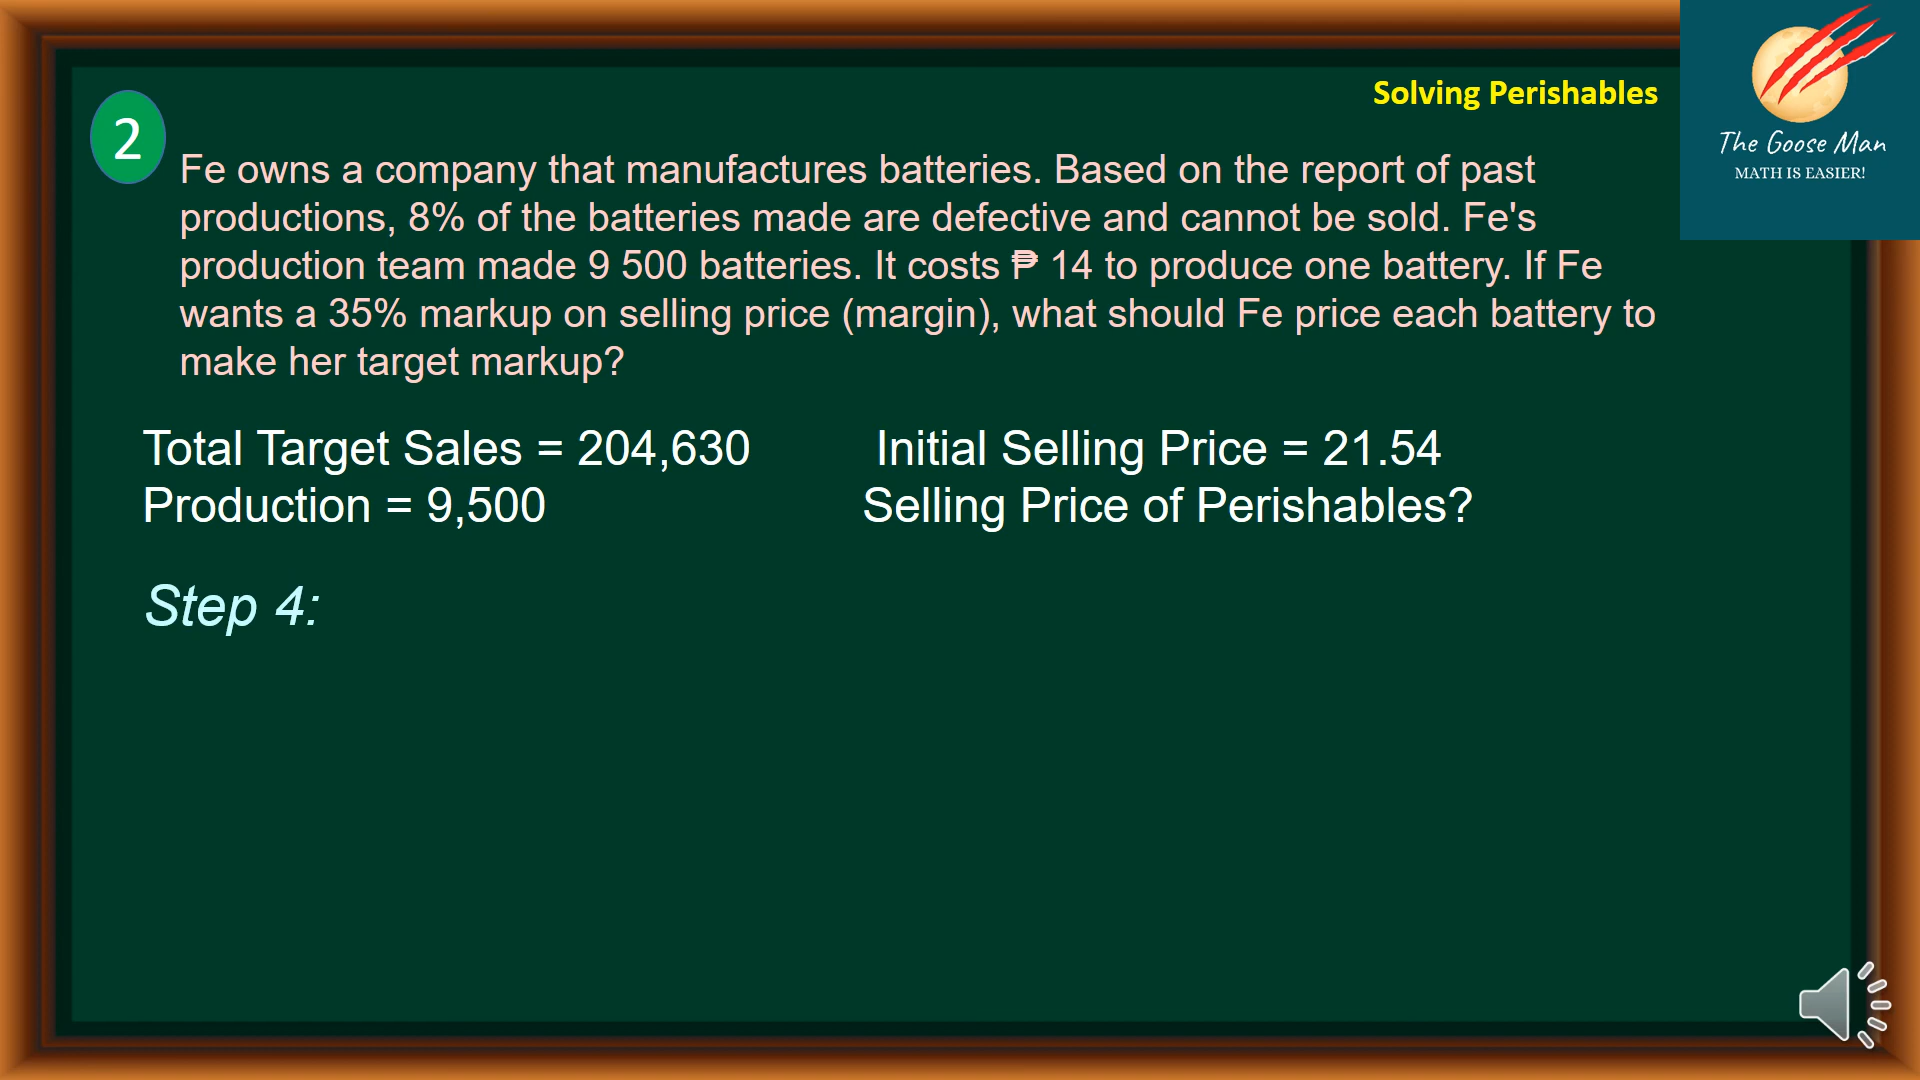 Solving Perishables
The Goose Man
MATH IS EASIER!
2
Fe owns a company that manufactures batteries. Based on the report of past
productions, 8% of the batteries made are defective and cannot be sold. Fe's
production team made 9 500 batteries. It costs ₱ 14 to produce one battery. If Fe
wants a 35% markup on selling price (margin), what should Fe price each battery to
make her target markup?
Total Target Sales = 204,630
Initial Selling Price = 21.54
Production = 9,500
Selling Price of Perishables?
Step 4: